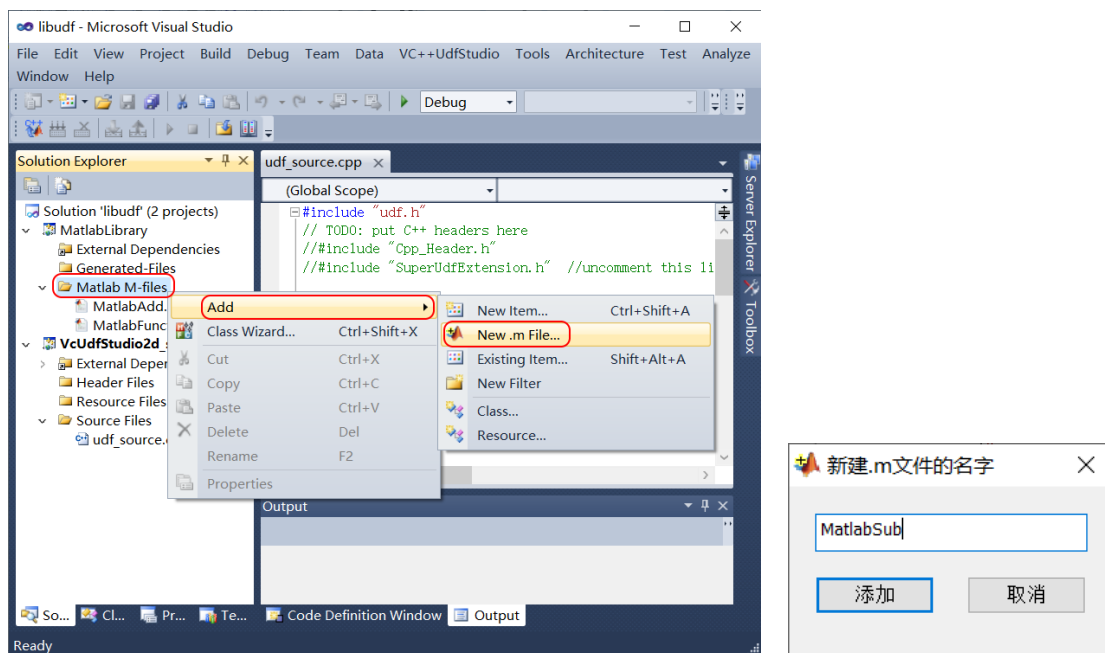 libudf - Microsoft Visual Studio
File Edit View Project Build Debug Team Data VC++UdfStudio Tools Architecture Test Analyze
Window Help
Debug
Solution Explorer
udf_source.cpp
(Global Scope)
Solution 'libudf' (2 projects)
MatlabLibrary
External Dependencies
Generated-Files
Matlab M-files
MatlabAdd.
MatlabFunc
VcUdfStudio2d_
External Deper
Header Files
Resource Files
Source Files
udf_source.
#include "udf.h"
// TODO: put C++ headers here
//#include "Cpp_Header.h"
//#include "SuperUdfExtension.h" //uncomment this li
Server Explorer
Toolbox
Add
Class Wizard... Ctrl+Shift+X
Cut Ctrl+X
Copy Ctrl+C
Paste Ctrl+V
Delete Del
Rename F2
Properties
New Item... Ctrl+Shift+A
New .m File...
Existing Item... Shift+Alt+A
New Filter
Class...
Resource...
Output
So... Cl... Pr... Te...
Code Definition Window Output
Ready
新建.m文件的名字
MatlabSub
添加 取消